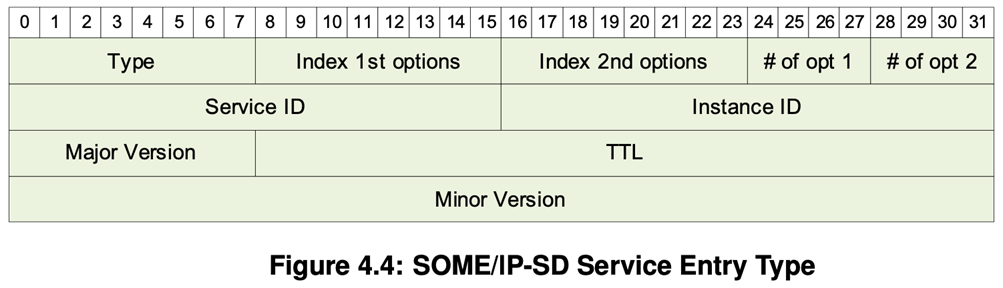 0 1 2 3 4 5 6 7 8 9 10 11 12 13 14 15 16 17 18 19 20 21 22 23 24 25 26 27 28 29 30 31
Type Index 1st options Index 2nd options # of opt 1 # of opt 2
Service ID Instance ID
Major Version TTL
Minor Version
Figure 4.4: SOME/IP-SD Service Entry Type